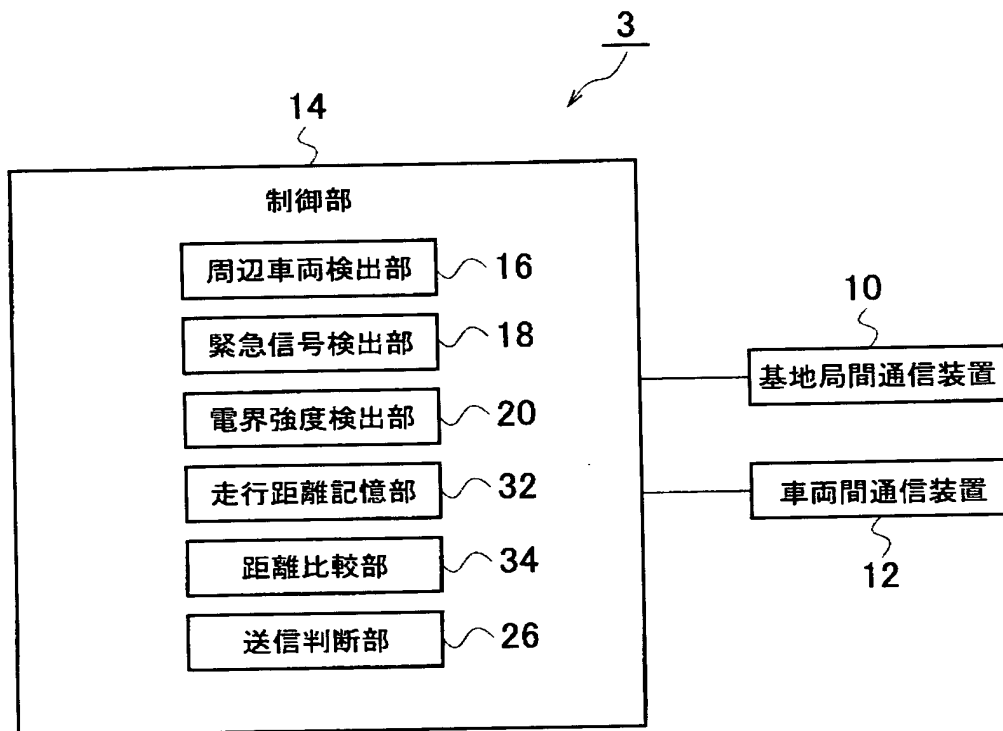 3
14
制御部
周辺車両検出部 16
緊急信号検出部 18
電界強度検出部 20
走行距離記憶部 32
距離比較部 34
送信判断部 26
10
基地局間通信装置
車両間通信装置
12